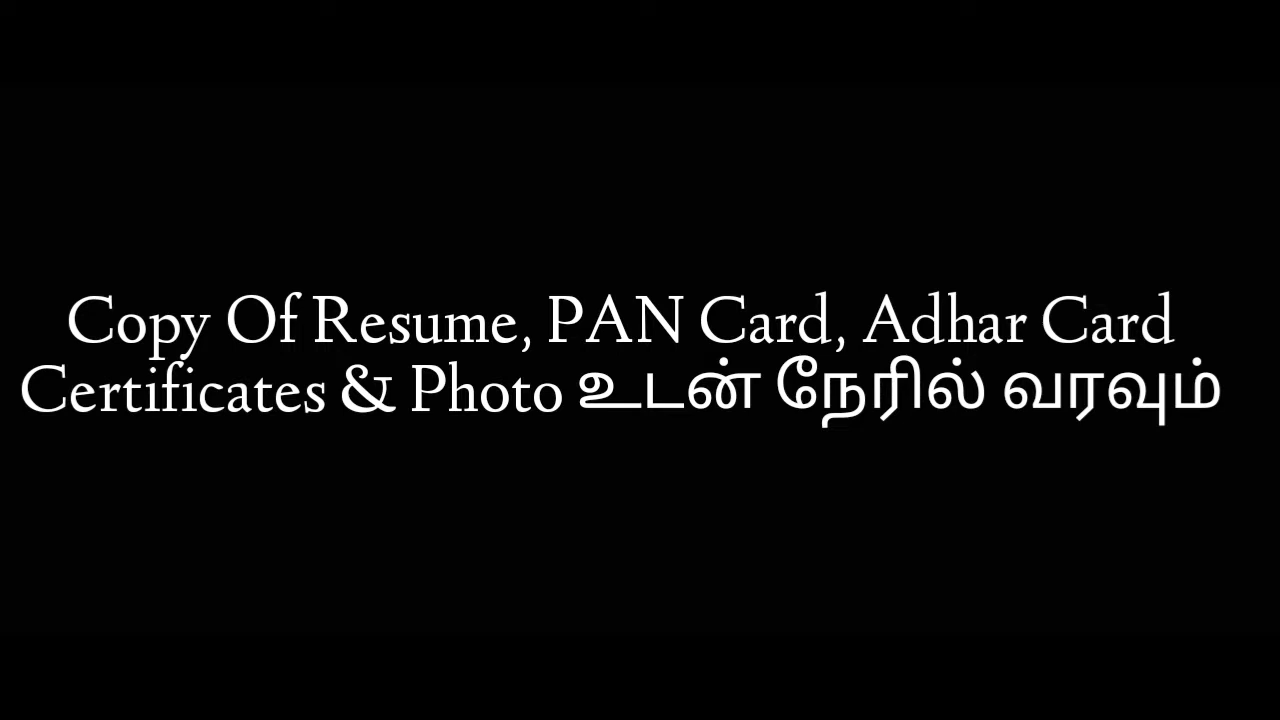 Copy Of Resume, PAN Card, Adhar Card
Certificates & Photo உடன் நேரில் வரவும்